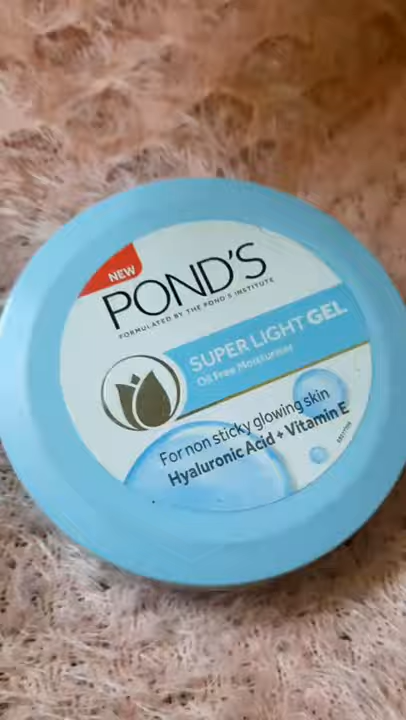 NEW
POND'S
FORMULATED BY THE POND'S INSTITUTE
SUPER LIGHT GEL
Oil Free Moisturiser
For non sticky glowing skin
Hyaluronic Acid + Vitamin E